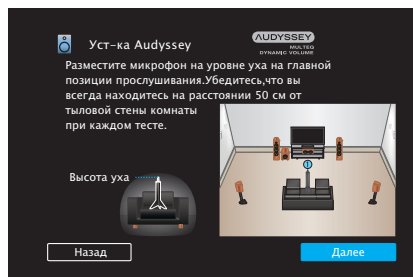 Уст-ка Audyssey
AUDYSSEY
MULTEQ
DYNAMIC VOLUME
Разместите микрофон на уровне уха на главной
позиции прослушивания.Убедитесь,что вы
всегда находитесь на расстоянии 50 см от
тыловой стены комнаты
при каждом тесте.
Высота уха
Назад
Далее